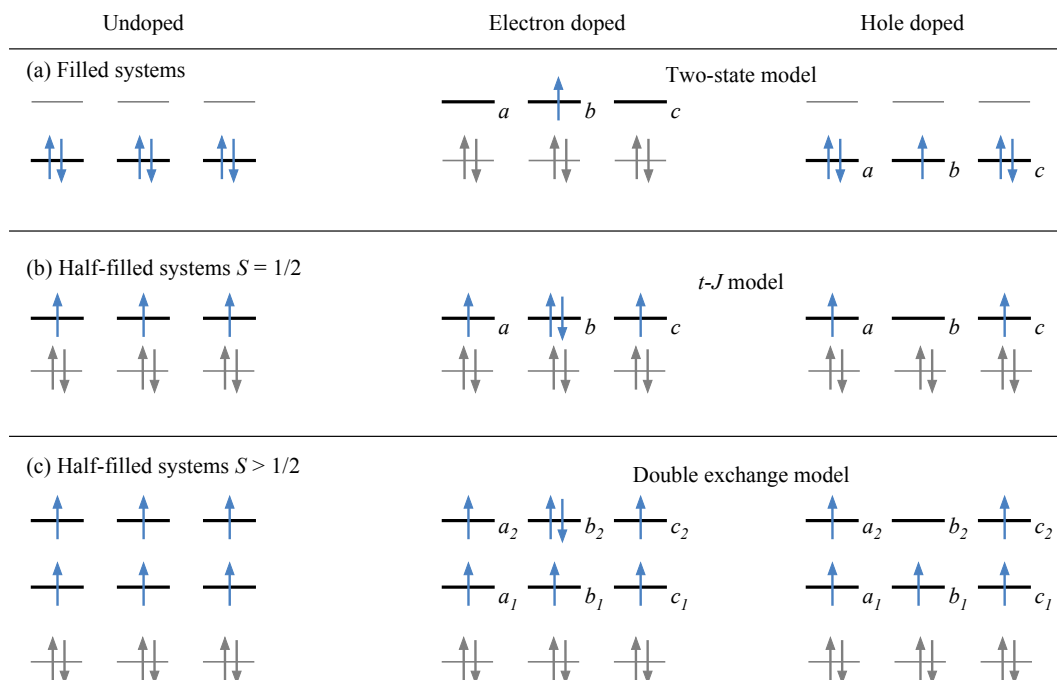 Undoped Electron doped Hole doped
(a) Filled systems Two-state model
a b c
a b c
(b) Half-filled systems S = 1/2 t-J model
a b c a c b
(c) Half-filled systems S > 1/2 Double exchange model
a2 b2 c2 a2 b2 c2
a1 b1 c1 a1 b1 c1